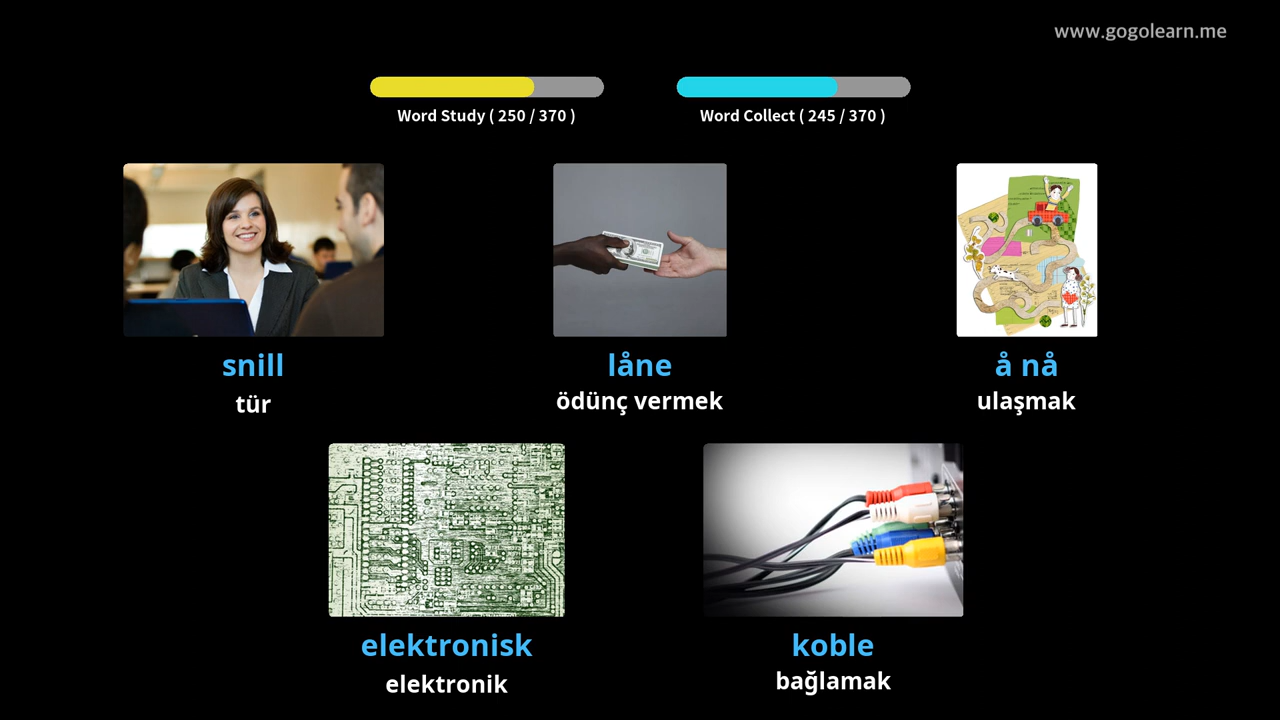 www.gogolearn.me
Word Study ( 250 / 370 )
Word Collect ( 245 / 370 )
snill
tür
låne
ödünç vermek
å nå
ulaşmak
elektronisk
elektronik
koble
bağlamak